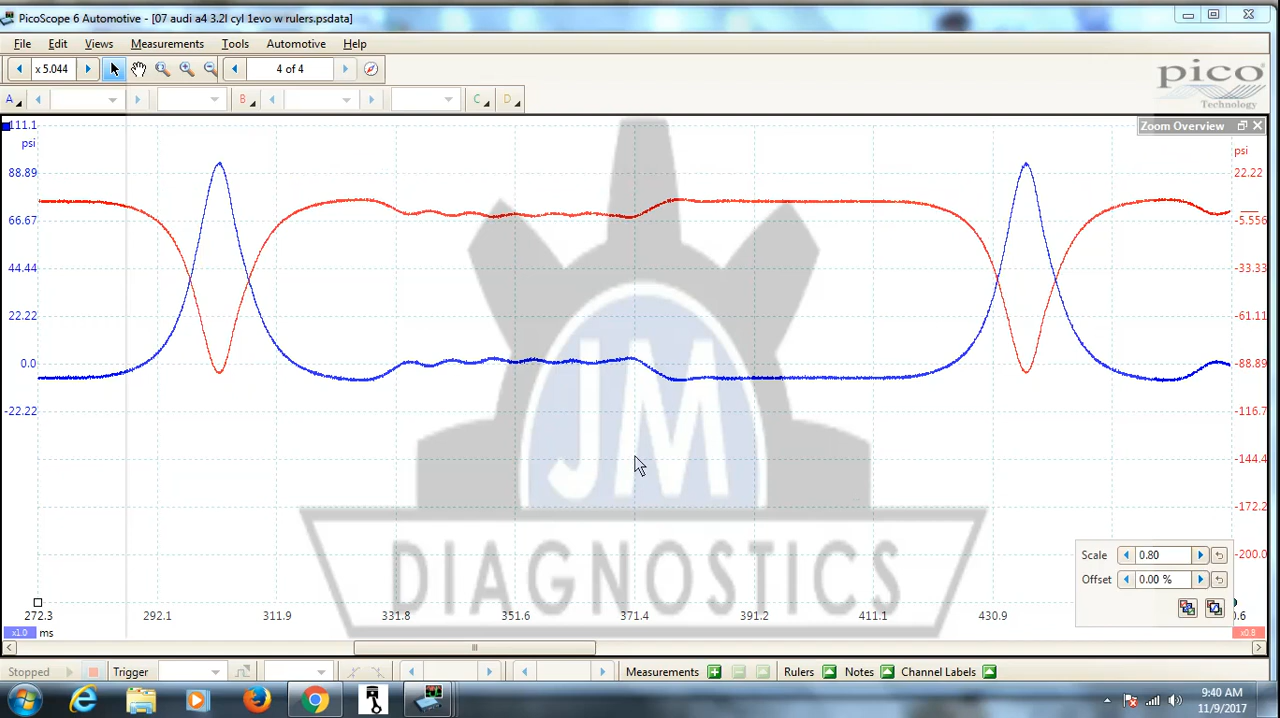 PicoScope 6 Automotive - [07 audi a4 3.2l cyl 1evo w rulers.psdata]
File Edit Views Measurements Tools Automotive Help
x 5.044 4 of 4
pico
Technology
A B C D
Zoom Overview
111.1
psi
88.89
66.67
44.44
22.22
0.0
-22.22
psi
22.22
-5.556
-33.33
-61.11
-88.89
-116.7
-144.4
-172.2
-200.0
JM
DIAGNOSTICS
Scale 0.80
Offset 0.00 %
272.3 292.1 311.9 331.8 351.6 371.4 391.2 411.1 430.9
x1.0 ms x0.8
Stopped Trigger Measurements Rulers Notes Channel Labels
9:40 AM
11/9/2017